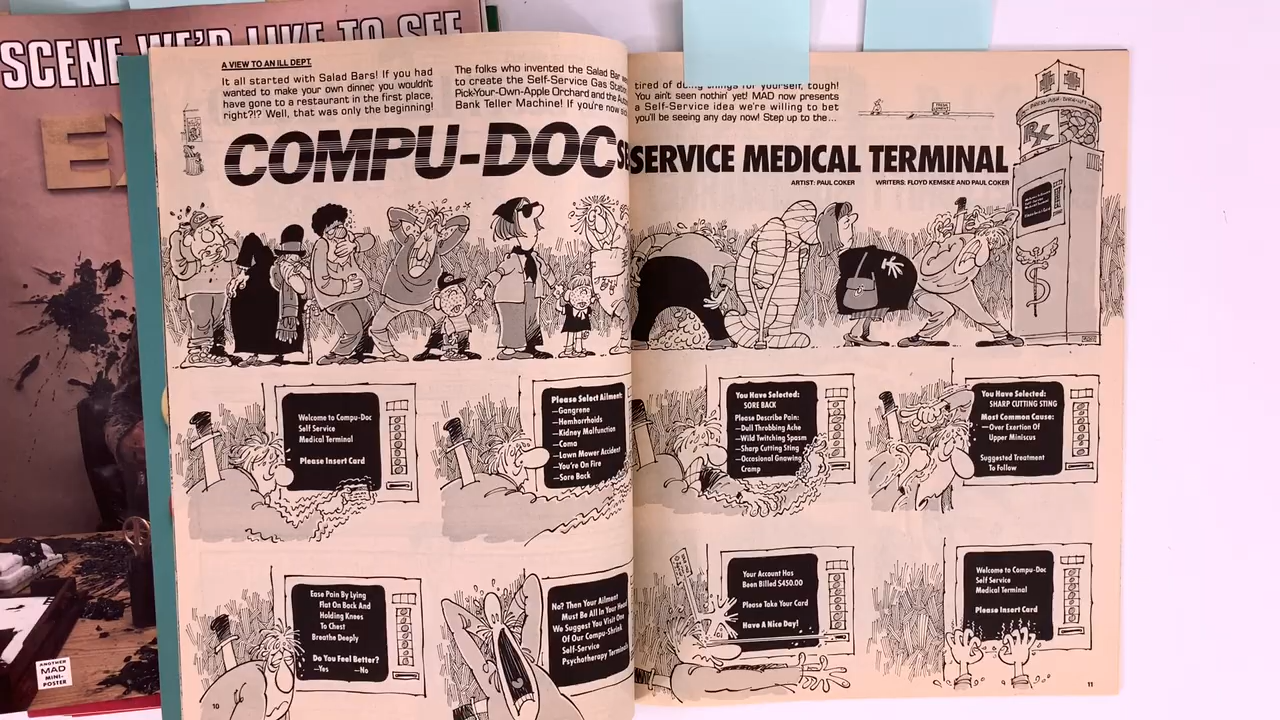 SCENE WE'D LIKE TO SEE
A VIEW TO AN ILL DEPT.
It all started with Salad Bars! If you had
wanted to make your own dinner, you wouldn't
have gone to a restaurant in the first place,
right?!? Well, that was only the beginning!
The folks who invented the Salad Bar
to create the Self-Service Gas Station
Pick-Your-Own-Apple Orchard and the
Bank Teller Machine! If you're now
tired of doing things for yourself, tough!
You ain't seen nothin' yet! MAD now presents
a Self-Service idea we're willing to bet
you'll be seeing any day now! Step up to the...
COMPU-DOC
SERVICE MEDICAL TERMINAL
ARTIST: PAUL COKER
WRITERS: FLOYD KEMSKE AND PAUL COKER
Rx
Welcome to Compu-Doc
Self Service
Medical Terminal
Please Insert Card
Please Select Ailment:
—Gangrene
—Hemorrhoids
—Kidney Malfunction
—Coma
—Lawn Mower Accident
—You're On Fire
—Sore Back
You Have Selected:
SORE BACK
Please Describe Pain:
—Dull Throbbing Ache
—Wild Twitching Spasm
—Sharp Cutting Sting
—Occasional Gnawing
Cramp
You Have Selected:
SHARP CUTTING STING
Most Common Cause:
—Over Exertion Of
Upper Miniscus
Suggested Treatment
To Follow
Ease Pain By Lying
Flat On Back And
Holding Knees
To Chest
Breathe Deeply
Do You Feel Better?
—Yes —No
No? Then Your Ailment
Must Be All In Your Head
We Suggest You Visit One
Of Our Compu-Shrink
Self-Service
Psychotherapy Terminals
Your Account Has
Been Billed $450.00
Please Take Your Card
Have A Nice Day!
Welcome to Compu-Doc
Self Service
Medical Terminal
Please Insert Card
ANOTHER
MAD
MINI-
POSTER
10
11